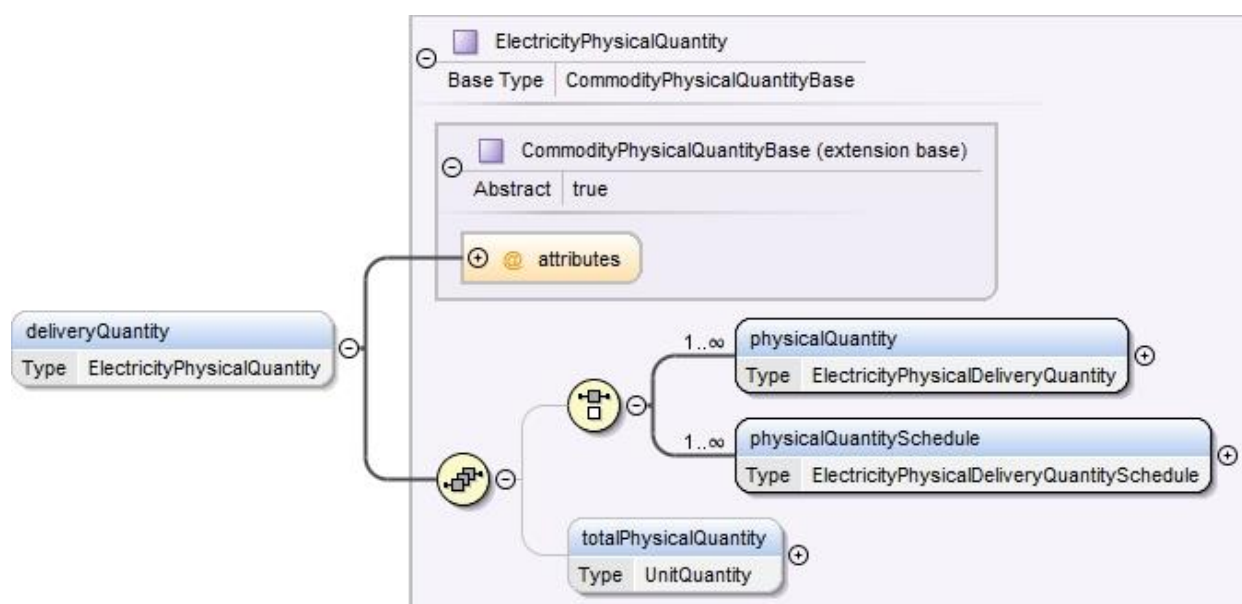 ElectricityPhysicalQuantity
Base Type CommodityPhysicalQuantityBase
CommodityPhysicalQuantityBase (extension base)
Abstract true
@ attributes
deliveryQuantity
Type ElectricityPhysicalQuantity
1..∞ physicalQuantity
Type ElectricityPhysicalDeliveryQuantity
1..∞ physicalQuantitySchedule
Type ElectricityPhysicalDeliveryQuantitySchedule
totalPhysicalQuantity
Type UnitQuantity